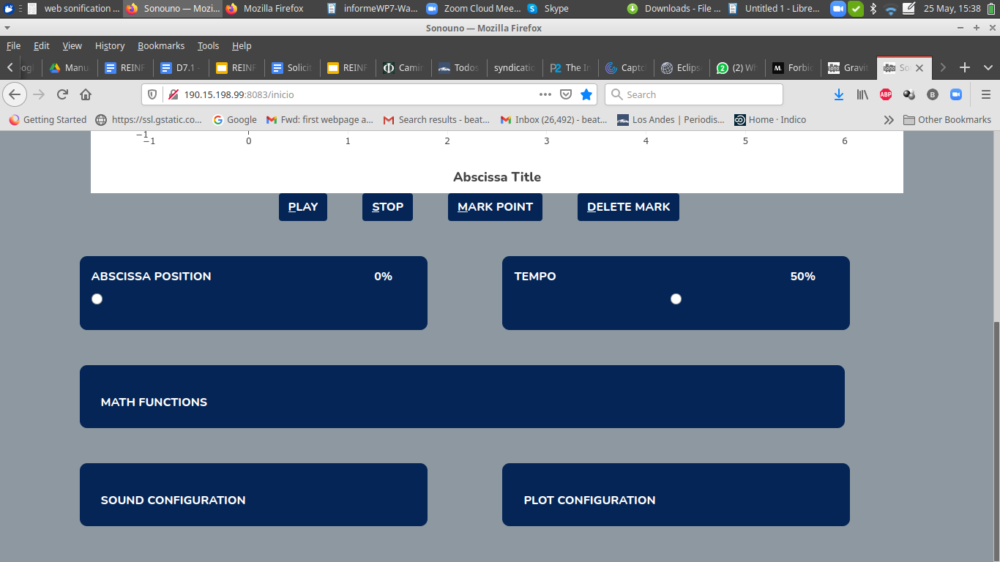 web sonification ... Sonouno — Mozi... Mozilla Firefox informeWP7-Wa... Zoom Cloud Mee... Skype Downloads - File ... Untitled 1 - Libre... 25 May, 15:38
Sonouno — Mozilla Firefox
File Edit View History Bookmarks Tools Help
Manu REINF D7.1 - REINF Solicit REINF Camin Todos syndicatio The In Captc Eclips (2) Wh Forbi Gravit So
190.15.198.99:8083/inicio Search ABP B
Getting Started https://ssl.gstatic.co... Google Fwd: first webpage a... Search results - beat... Inbox (26,492) - beat... Los Andes | Periodis... Home · Indico Other Bookmarks
−1
−1 0 1 2 3 4 5 6
Abscissa Title
PLAY STOP MARK POINT DELETE MARK
ABSCISSA POSITION 0% TEMPO 50%
MATH FUNCTIONS
SOUND CONFIGURATION PLOT CONFIGURATION